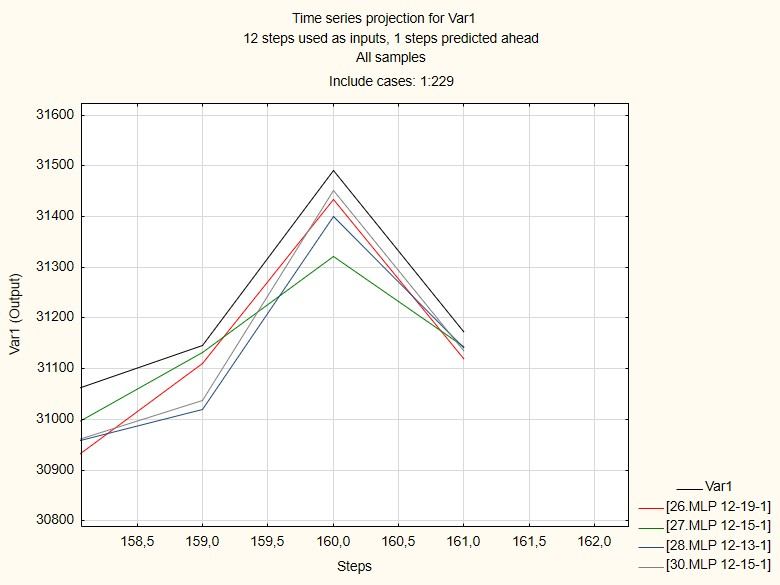 Time series projection for Var1
12 steps used as inputs, 1 steps predicted ahead
All samples
Include cases: 1:229
31600
31500
31400
31300
31200
31100
31000
30900
30800
Var1 (Output)
158,5 159,0 159,5 160,0 160,5 161,0 161,5 162,0
Steps
Var1
[26.MLP 12-19-1]
[27.MLP 12-15-1]
[28.MLP 12-13-1]
[30.MLP 12-15-1]